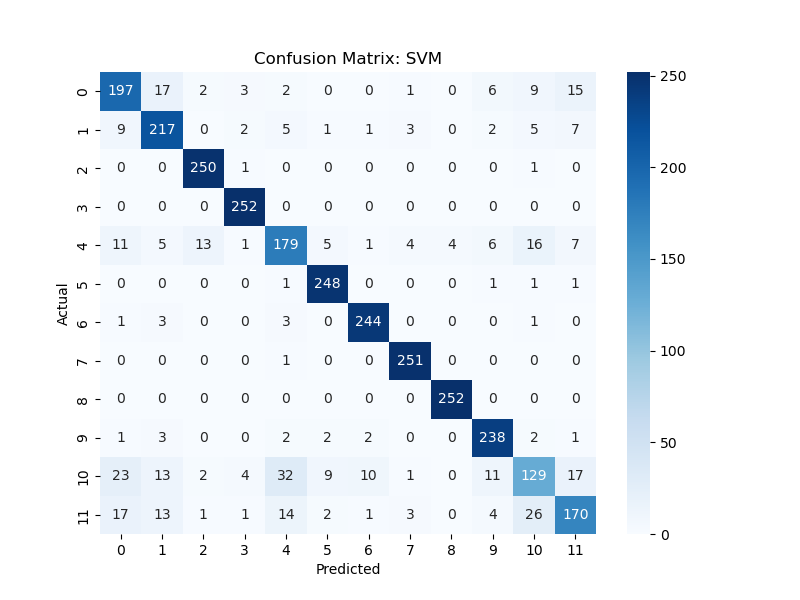 Confusion Matrix: SVM
0 197 17 2 3 2 0 0 1 0 6 9 15
1 9 217 0 2 5 1 1 3 0 2 5 7
2 0 0 250 1 0 0 0 0 0 0 1 0
3 0 0 0 252 0 0 0 0 0 0 0 0
4 11 5 13 1 179 5 1 4 4 6 16 7
5 0 0 0 0 1 248 0 0 0 1 1 1
6 1 3 0 0 3 0 244 0 0 0 1 0
7 0 0 0 0 1 0 0 251 0 0 0 0
8 0 0 0 0 0 0 0 0 252 0 0 0
9 1 3 0 0 2 2 2 0 0 238 2 1
10 23 13 2 4 32 9 10 1 0 11 129 17
11 17 13 1 1 14 2 1 3 0 4 26 170
0 1 2 3 4 5 6 7 8 9 10 11
Predicted
Actual
250
200
150
100
50
0